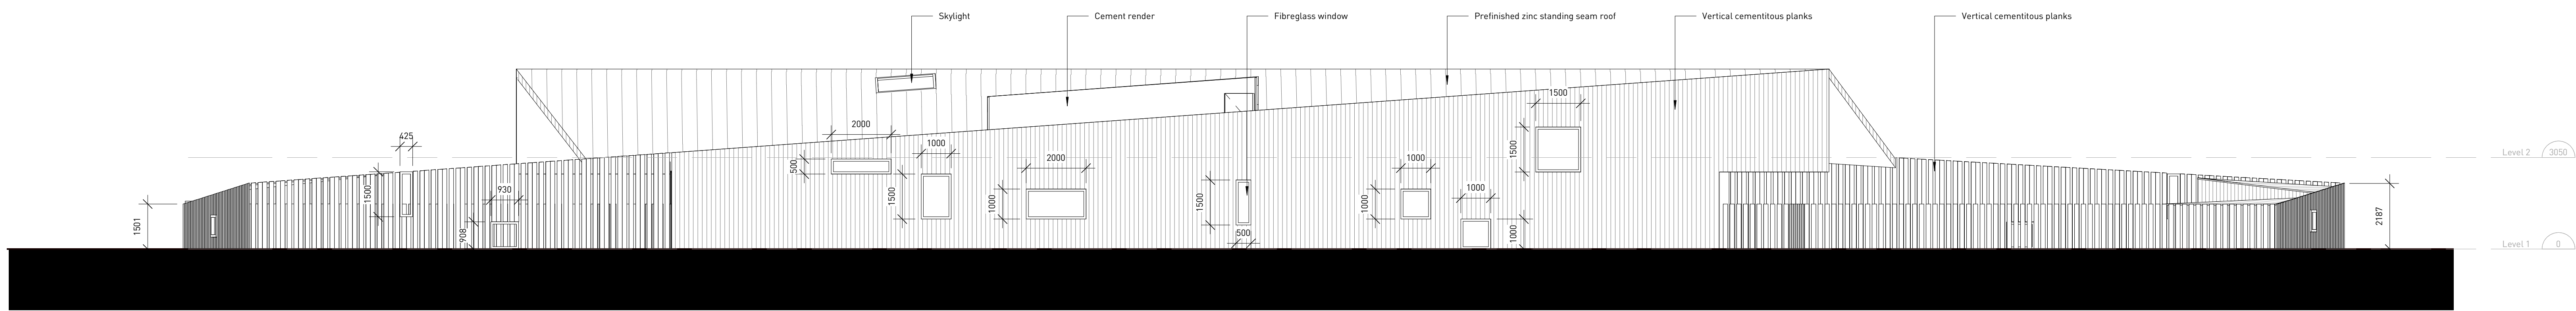 Skylight
Cement render
Fibreglass window
Prefinished zinc standing seam roof
Vertical cementitous planks
Vertical cementitous planks
425
1500
930
1501
908
2000
500
1000
1500
2000
1000
1500
500
1000
1000
1000
1000
1500
1500
2187
Level 2 3050
Level 1 0